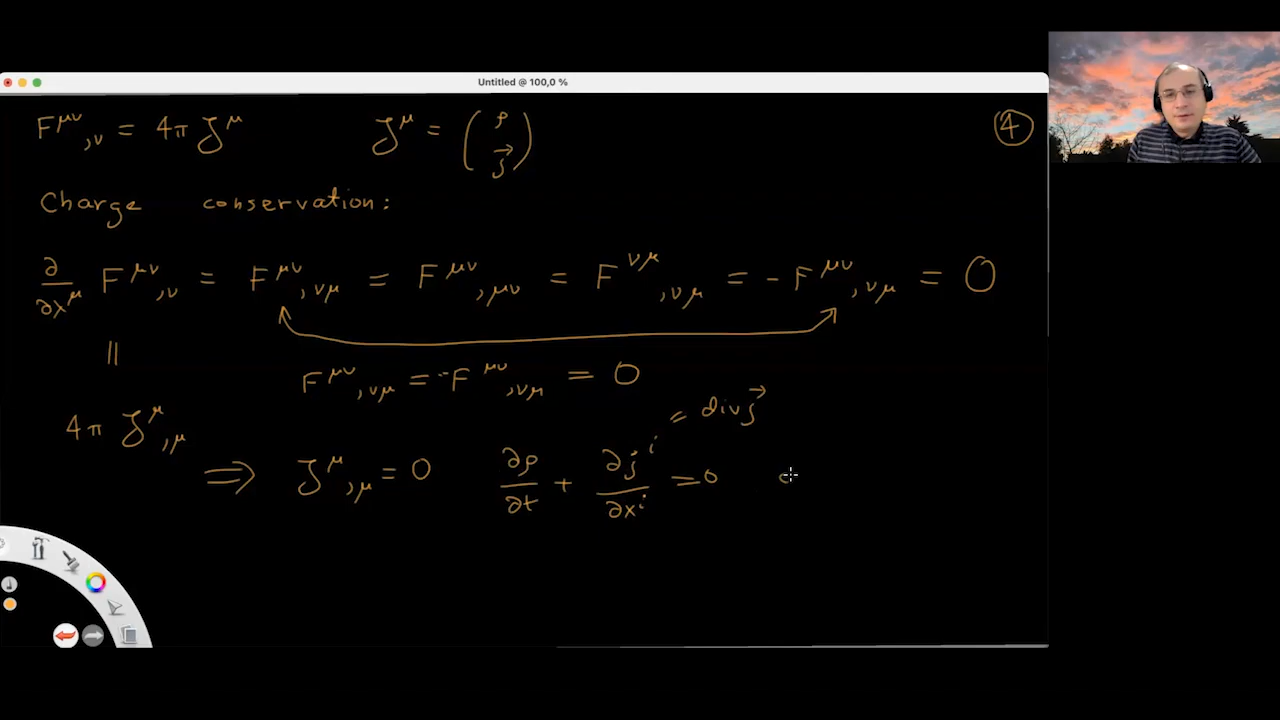 Untitled @ 100,0 %
F^{μν}_{,ν} = 4π J^μ      J^μ = (ρ j⃗)      ④
Charge conservation:
∂/∂x^μ F^{μν}_{,ν} = F^{μν}_{,νμ} = F^{μν}_{,μν} = F^{νμ}_{,νμ} = -F^{μν}_{,νμ} = 0
||
F^{μν}_{,νμ} = -F^{μν}_{,νμ} = 0
= div j⃗
4π J^μ_{,μ}
⇒ J^μ_{,μ} = 0      ∂ρ/∂t + ∂j^i/∂x^i = 0